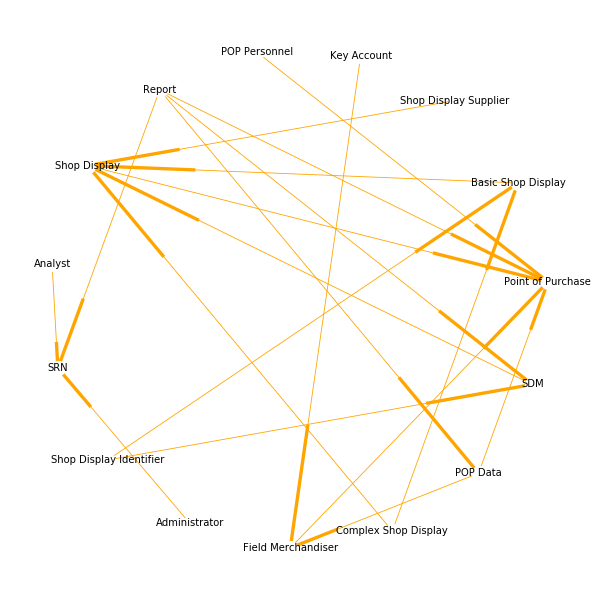 POP Personnel
Key Account
Report
Shop Display Supplier
Shop Display
Basic Shop Display
Analyst
Point of Purchase
SRN
SDM
Shop Display Identifier
POP Data
Administrator
Complex Shop Display
Field Merchandiser